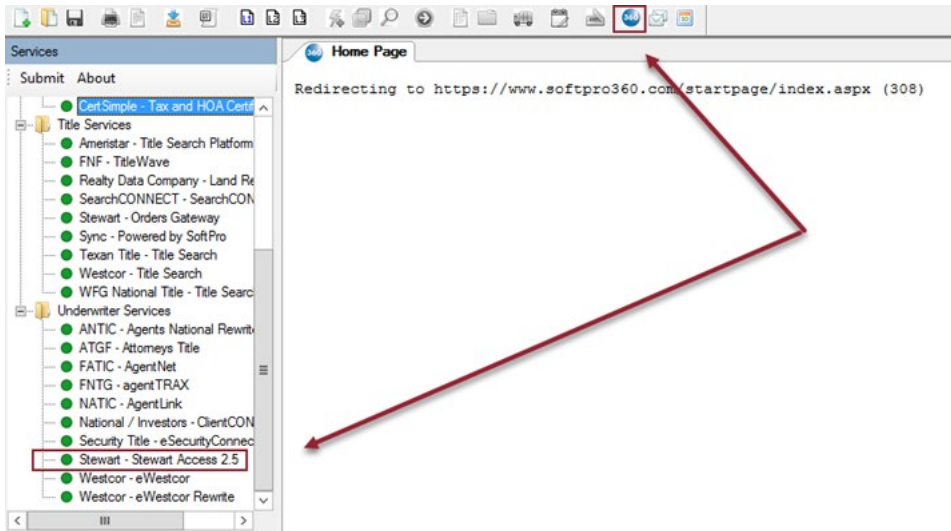 360
Services
Submit About
360 Home Page
Redirecting to https://www.softpro360.com/startpage/index.aspx (308)
CertSimple - Tax and HOA Certif
Title Services
Ameristar - Title Search Platform
FNF - TitleWave
Realty Data Company - Land Re
SearchCONNECT - SearchCON
Stewart - Orders Gateway
Sync - Powered by SoftPro
Texan Title - Title Search
Westcor - Title Search
WFG National Title - Title Searc
Underwriter Services
ANTIC - Agents National Rewrit
ATGF - Attorneys Title
FATIC - AgentNet
FNTG - agentTRAX
NATIC - AgentLink
National / Investors - ClientCON
Security Title - eSecurityConnec
Stewart - Stewart Access 2.5
Westcor - eWestcor
Westcor - eWestcor Rewrite